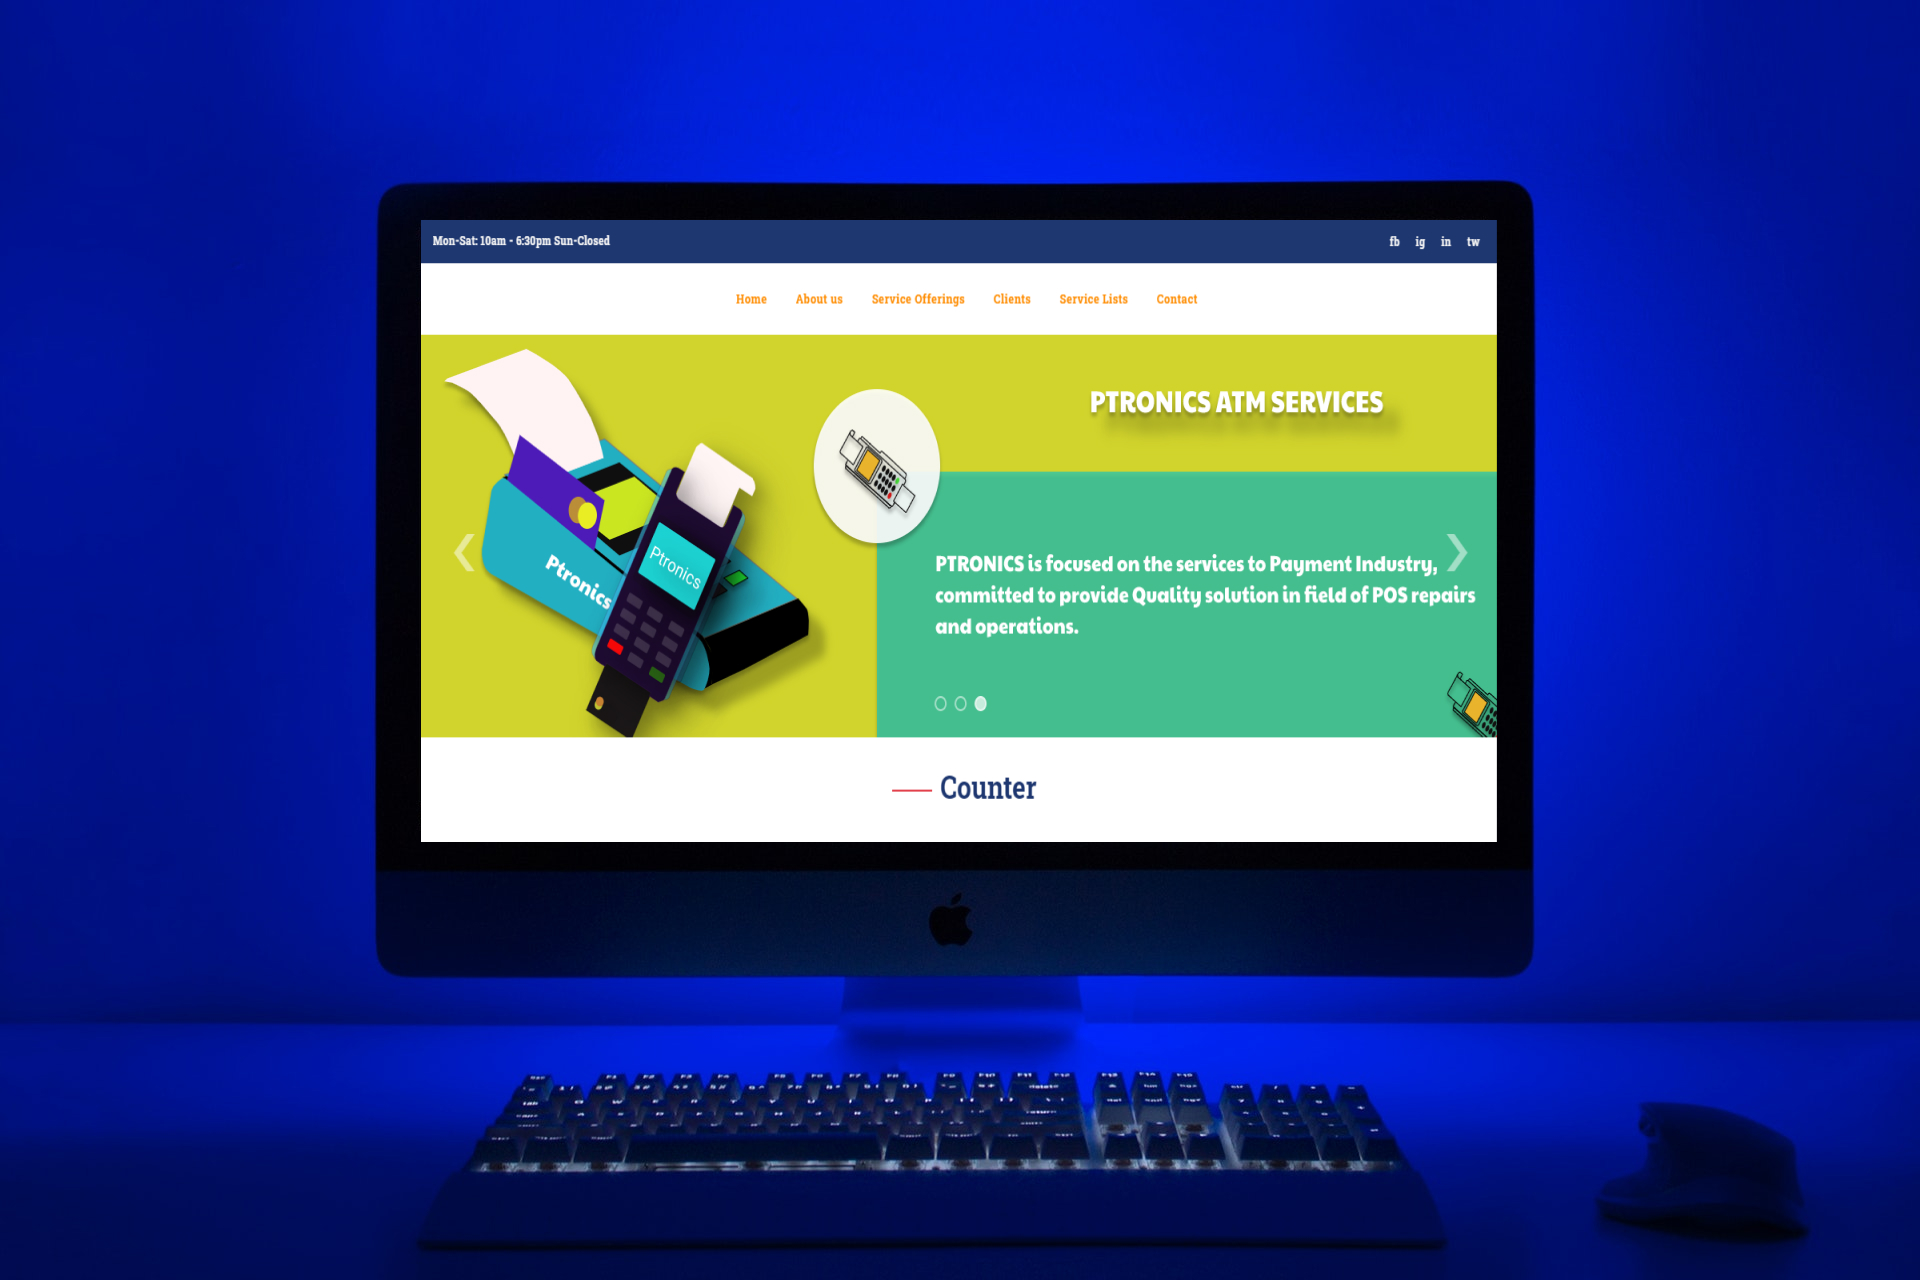 Mon-Sat: 10am - 6:30pm Sun-Closed
fb ig in tw
Home About us Service Offerings Clients Service Lists Contact
PTRONICS ATM SERVICES
Ptronics
Ptronics
PTRONICS is focused on the services to Payment Industry,
committed to provide Quality solution in field of POS repairs
and operations.
Counter